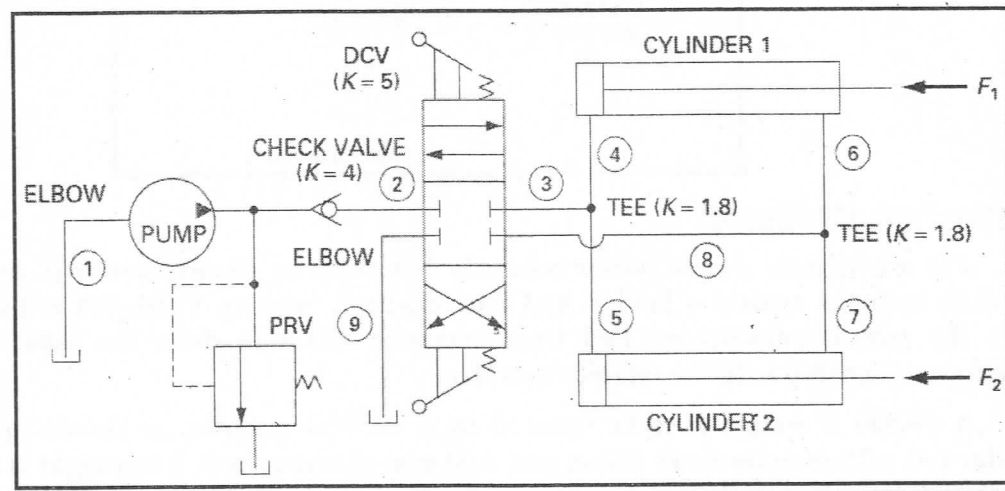 CYLINDER 1
DCV
(K = 5)
F₁
CHECK VALVE
(K = 4)
2
3
4
6
ELBOW
PUMP
TEE (K = 1.8)
TEE (K = 1.8)
1
ELBOW
8
PRV
9
5
7
F₂
CYLINDER 2